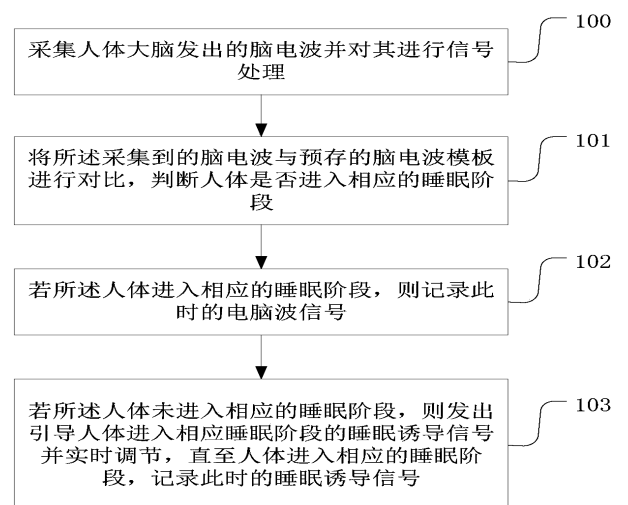 采集人体大脑发出的脑电波并对其进行信号
处理
100
将所述采集到的脑电波与预存的脑电波模板
进行对比，判断人体是否进入相应的睡眠阶
段
101
若所述人体进入相应的睡眠阶段，则记录此
时的电脑波信号
102
若所述人体未进入相应的睡眠阶段，则发出
引导人体进入相应睡眠阶段的睡眠诱导信号
并实时调节，直至人体进入相应的睡眠阶
段，记录此时的睡眠诱导信号
103